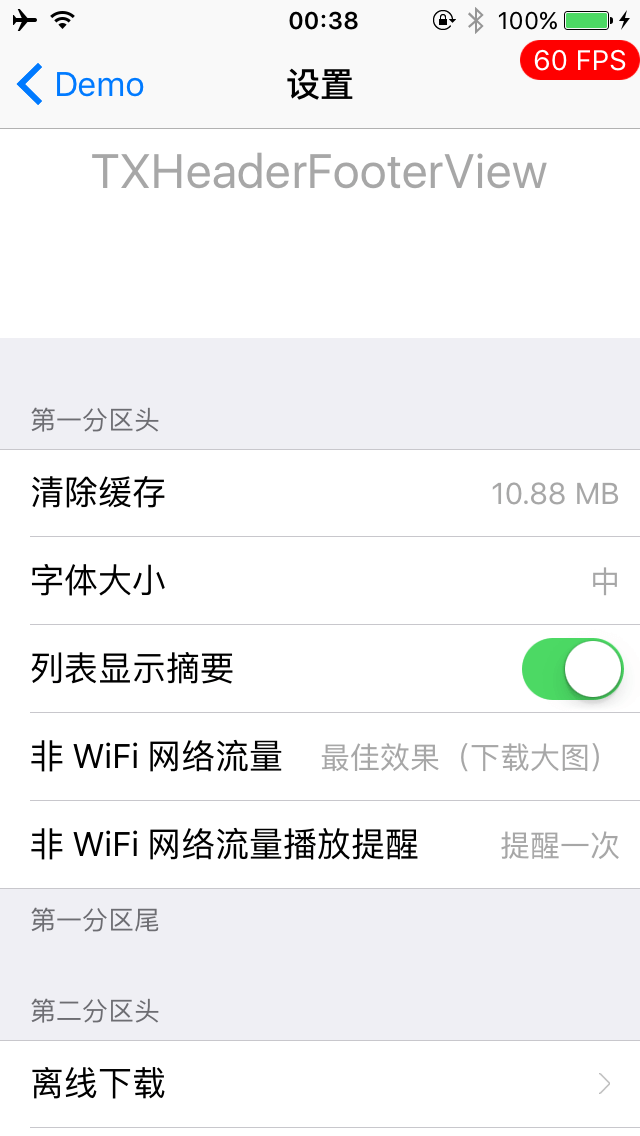 00:38 100%
60 FPS
Demo 设置
TXHeaderFooterView
第一分区头
清除缓存 10.88 MB
字体大小 中
列表显示摘要
非 WiFi 网络流量 最佳效果（下载大图）
非 WiFi 网络流量播放提醒 提醒一次
第一分区尾
第二分区头
离线下载